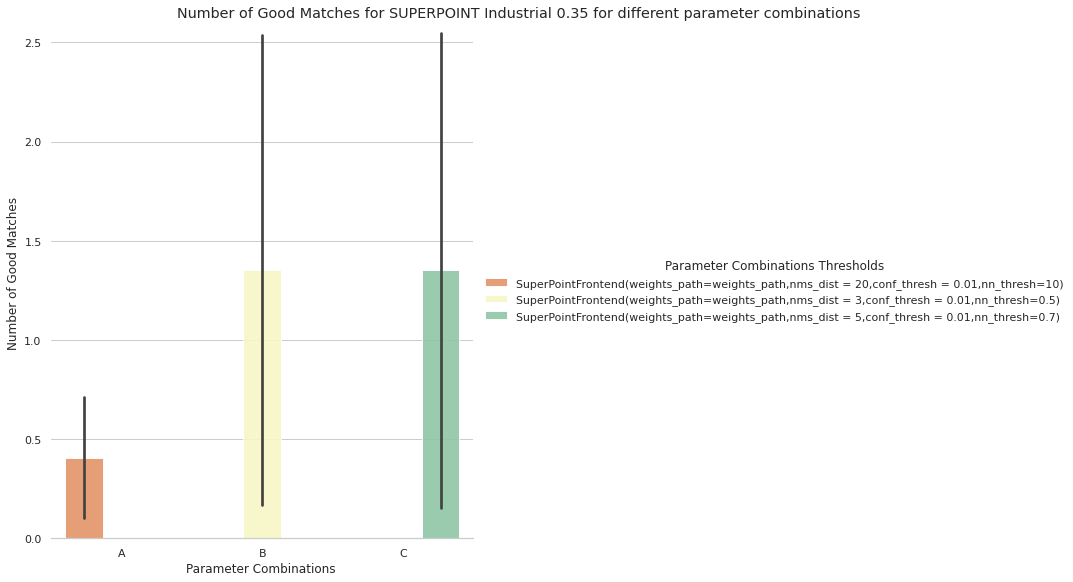 Number of Good Matches for SUPERPOINT Industrial 0.35 for different parameter combinations
2.5
2.0
1.5
1.0
0.5
0.0
Number of Good Matches
A B C
Parameter Combinations
Parameter Combinations Thresholds
SuperPointFrontend(weights_path=weights_path,nms_dist = 20,conf_thresh = 0.01,nn_thresh=10)
SuperPointFrontend(weights_path=weights_path,nms_dist = 3,conf_thresh = 0.01,nn_thresh=0.5)
SuperPointFrontend(weights_path=weights_path,nms_dist = 5,conf_thresh = 0.01,nn_thresh=0.7)